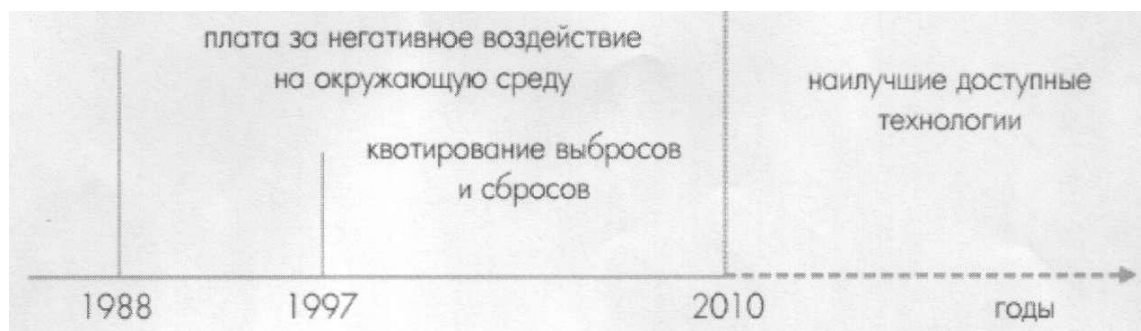 плата за негативное воздействие
на окружающую среду
наилучшие доступные
технологии
квотирование выбросов
и сбросов
1988
1997
2010
годы